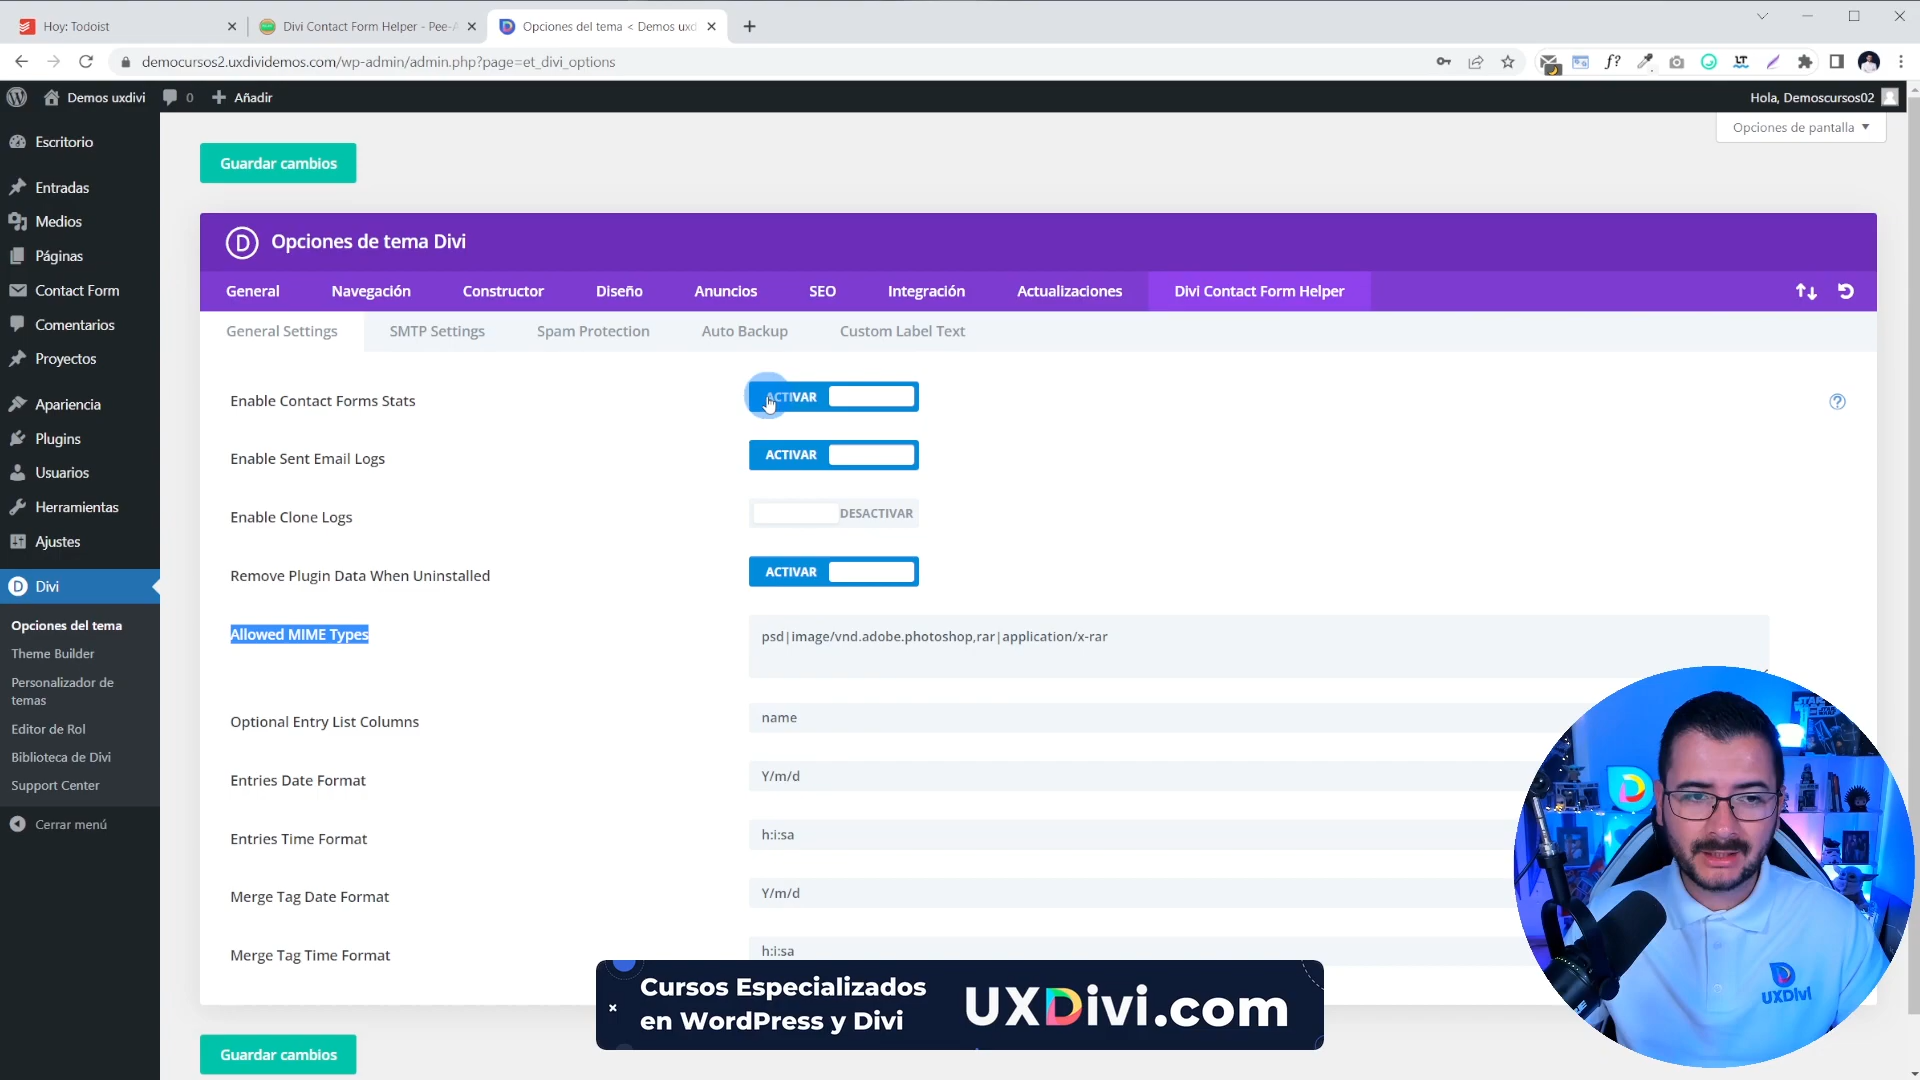 Hoy: Todoist
Divi Contact Form Helper - Pee-A
Opciones del tema < Demos uxd
democursos2.uxdividemos.com/wp-admin/admin.php?page=et_divi_options
Demos uxdivi
0
Añadir
Hola, Demoscursos02
Opciones de pantalla
Escritorio
Entradas
Medios
Páginas
Contact Form
Comentarios
Proyectos
Apariencia
Plugins
Usuarios
Herramientas
Ajustes
Divi
Opciones del tema
Theme Builder
Personalizador de
temas
Editor de Rol
Biblioteca de Divi
Support Center
Cerrar menú
Guardar cambios
Opciones de tema Divi
General
Navegación
Constructor
Diseño
Anuncios
SEO
Integración
Actualizaciones
Divi Contact Form Helper
General Settings
SMTP Settings
Spam Protection
Auto Backup
Custom Label Text
Enable Contact Forms Stats
ACTIVAR
Enable Sent Email Logs
ACTIVAR
Enable Clone Logs
DESACTIVAR
Remove Plugin Data When Uninstalled
ACTIVAR
Allowed MIME Types
psd|image/vnd.adobe.photoshop,rar|application/x-rar
Optional Entry List Columns
name
Entries Date Format
Y/m/d
Entries Time Format
h:i:sa
Merge Tag Date Format
Y/m/d
Merge Tag Time Format
h:i:sa
Guardar cambios
Cursos Especializados
en WordPress y Divi
UXDivi.com
UXDivi